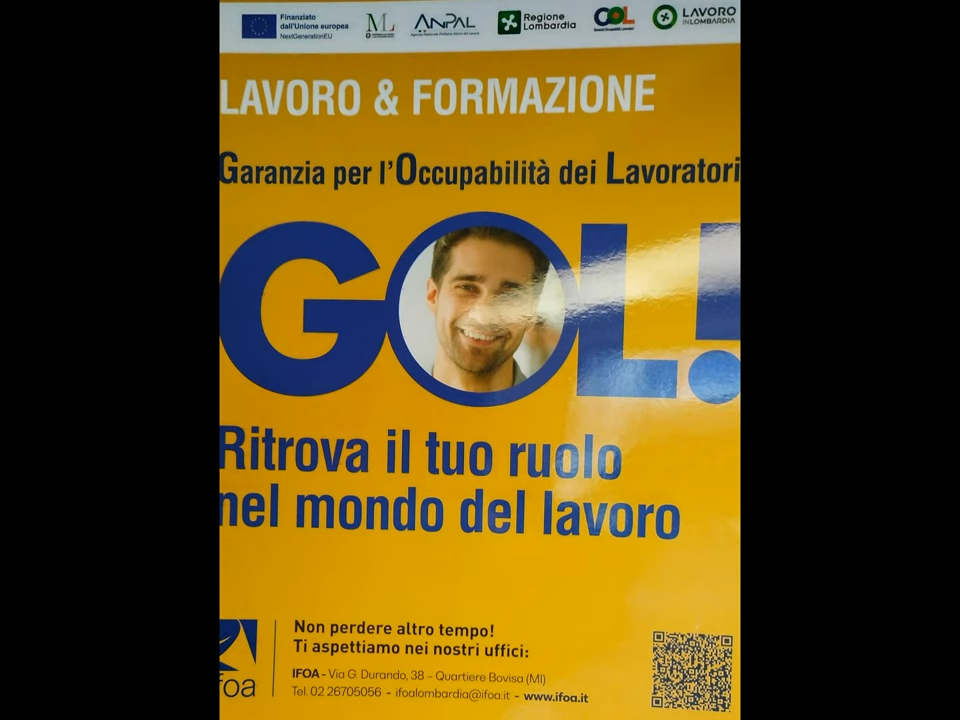 Finanziato
dall'Unione europea
NextGenerationEU
ML
ANPAL
Regione
Lombardia
GOL
LAVORO
INLOMBARDIA
LAVORO & FORMAZIONE
Garanzia per l'Occupabilità dei Lavoratori
GOL!
Ritrova il tuo ruolo
nel mondo del lavoro
Non perdere altro tempo!
Ti aspettiamo nei nostri uffici:
ifoa
IFOA - Via G. Durando, 38 – Quartiere Bovisa (MI)
Tel. 02 26705056 - ifoalombardia@ifoa.it - www.ifoa.it